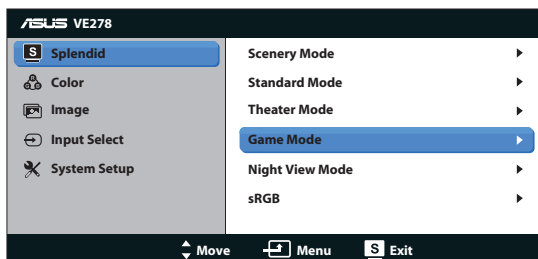 ASUS VE278
S Splendid
Color
Image
Input Select
System Setup
Scenery Mode
Standard Mode
Theater Mode
Game Mode
Night View Mode
sRGB
Move Menu S Exit